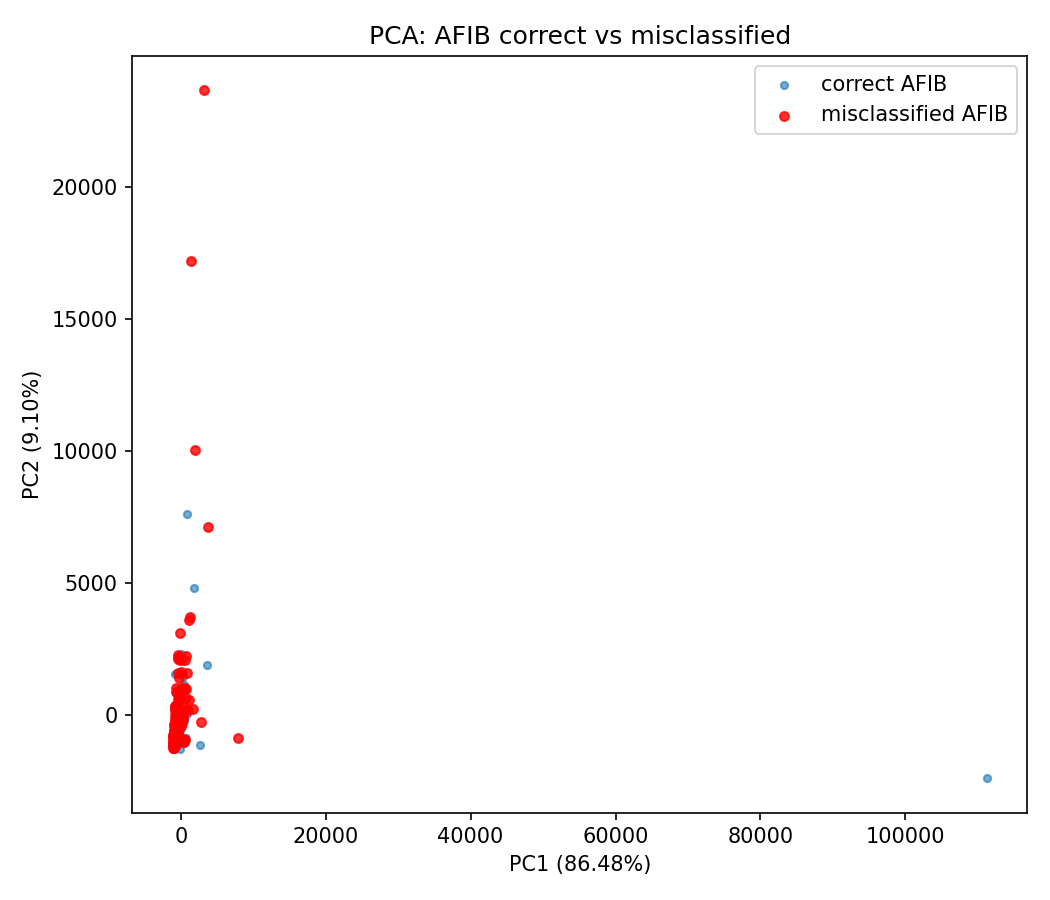 PCA: AFIB correct vs misclassified
correct AFIB
misclassified AFIB
PC2 (9.10%)
20000
15000
10000
5000
0
0 20000 40000 60000 80000 100000
PC1 (86.48%)